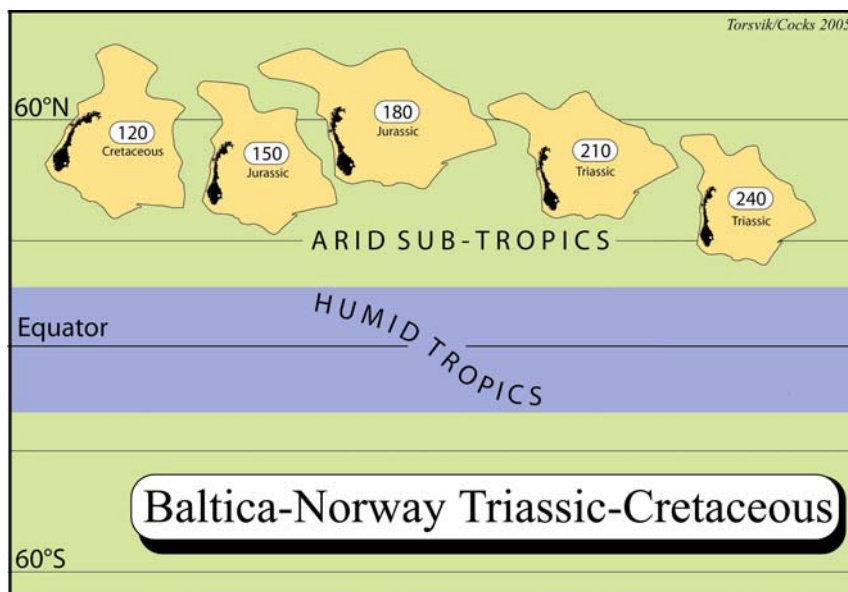 Torsvik/Cocks 2005
60°N
120
Cretaceous
150
Jurassic
180
Jurassic
210
Triassic
240
Triassic
ARID SUB-TROPICS
HUMID TROPICS
Equator
Baltica-Norway Triassic-Cretaceous
60°S